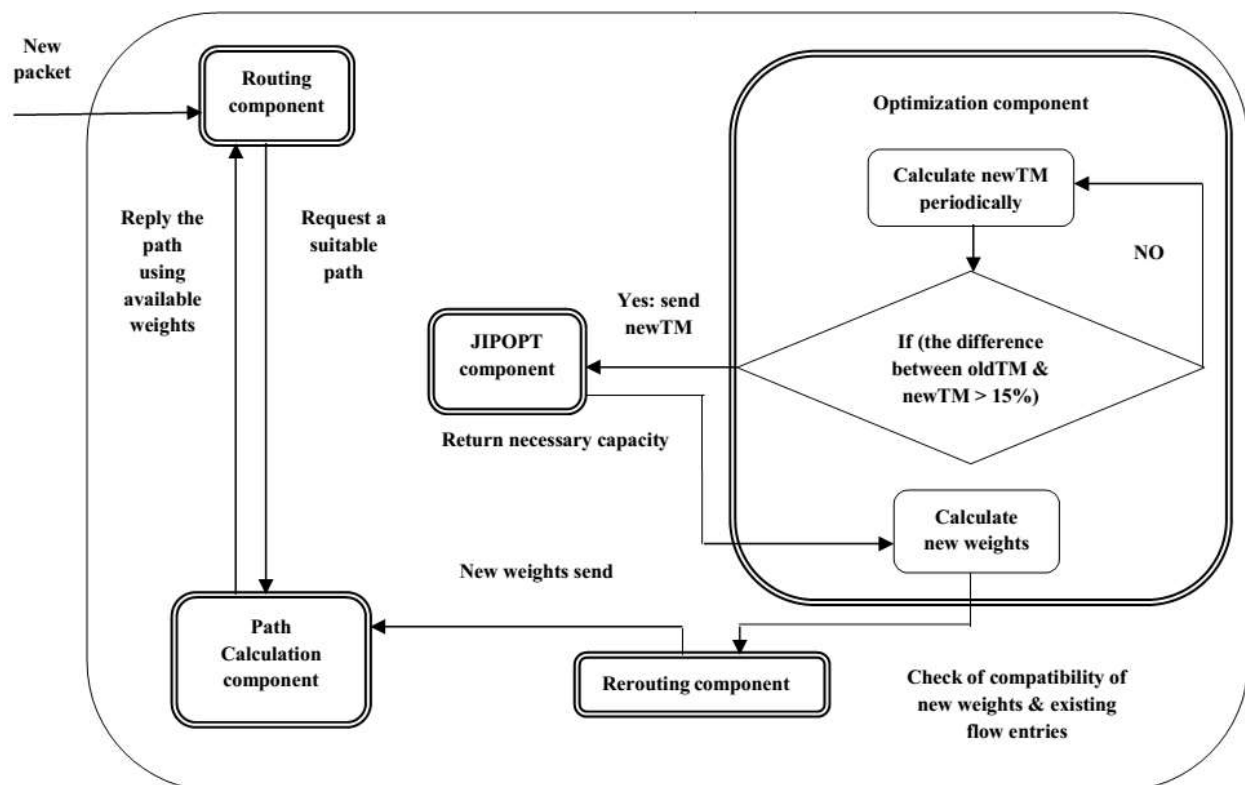 New
packet
Routing
component
Optimization component
Calculate newTM
periodically
NO
Reply the
path
using
available
weights
Request a
suitable
path
Yes: send
newTM
JIPOPT
component
If (the difference
between oldTM &
newTM > 15%)
Return necessary capacity
Calculate
new weights
New weights send
Path
Calculation
component
Rerouting component
Check of compatibility of
new weights & existing
flow entries